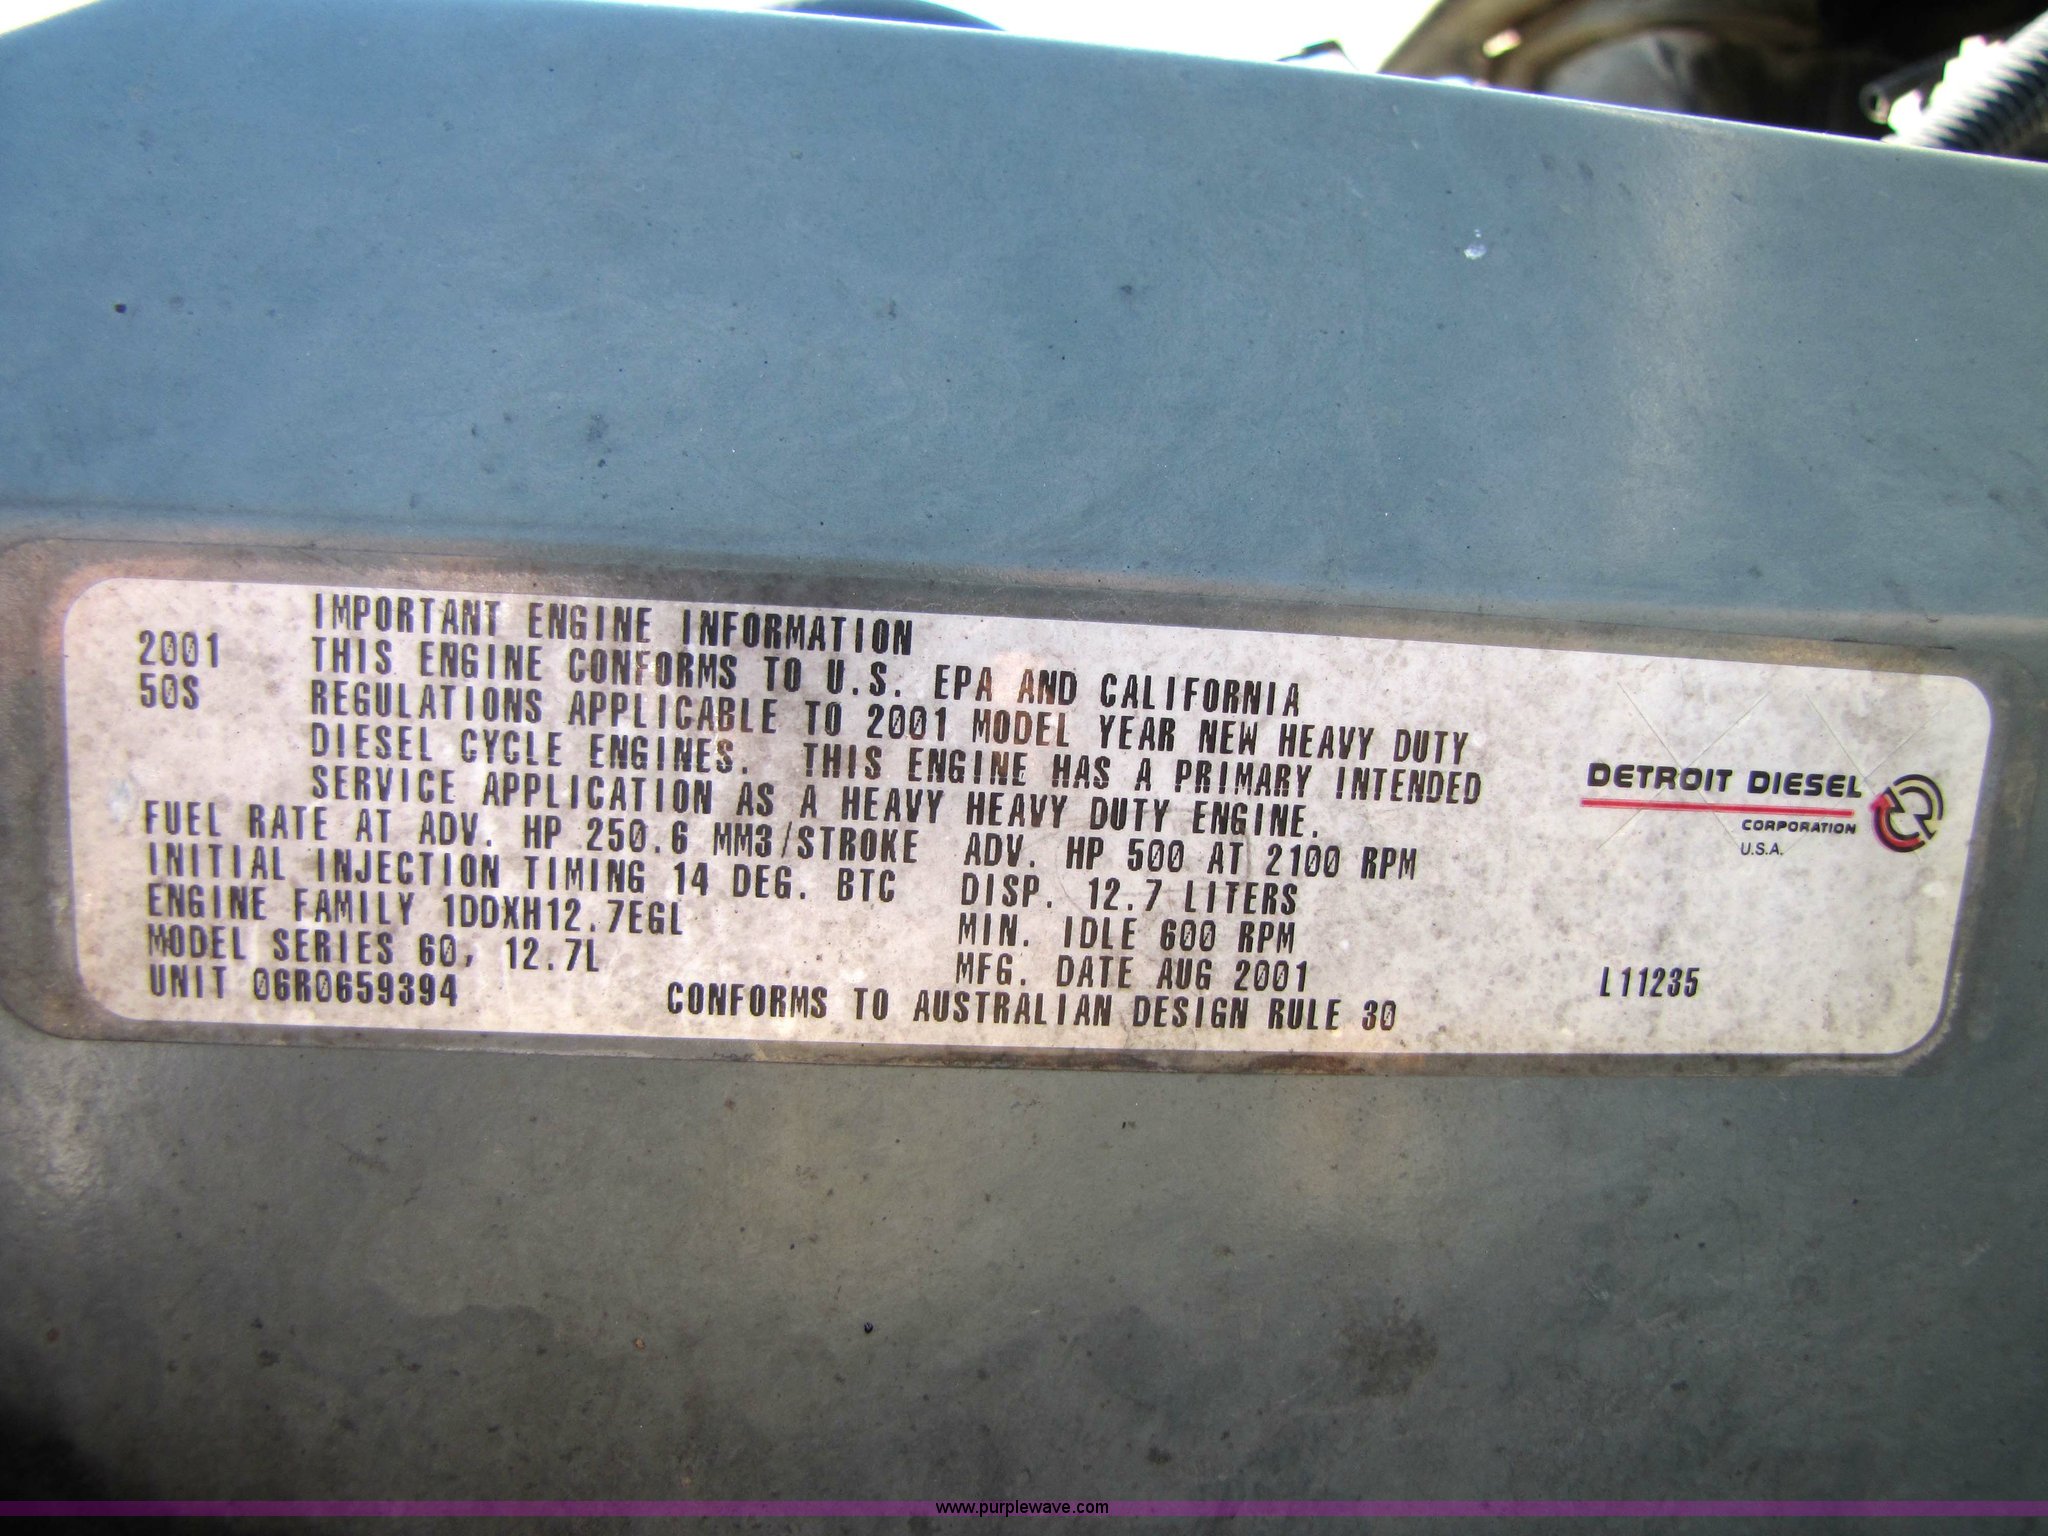 IMPORTANT ENGINE INFORMATION
2001 THIS ENGINE CONFORMS TO U.S. EPA AND CALIFORNIA
50S REGULATIONS APPLICABLE TO 2001 MODEL YEAR NEW HEAVY DUTY
DIESEL CYCLE ENGINES. THIS ENGINE HAS A PRIMARY INTENDED
SERVICE APPLICATION AS A HEAVY HEAVY DUTY ENGINE.
FUEL RATE AT ADV. HP 250.6 MM3/STROKE ADV. HP 500 AT 2100 RPM
INITIAL INJECTION TIMING 14 DEG. BTC DISP. 12.7 LITERS
ENGINE FAMILY 1DDXH12.7EGL MIN. IDLE 600 RPM
MODEL SERIES 60, 12.7L MFG. DATE AUG 2001
UNIT 06R0659394 CONFORMS TO AUSTRALIAN DESIGN RULE 30
DETROIT DIESEL
CORPORATION
U.S.A.
L11235
www.purplewave.com